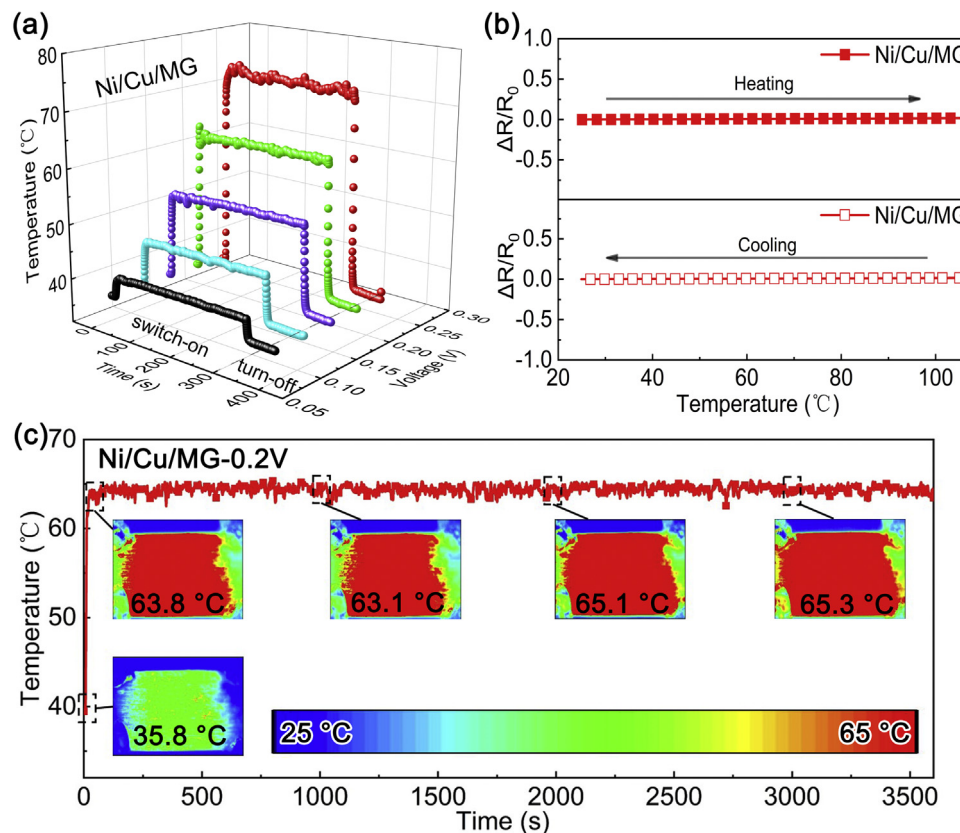 (a)
Ni/Cu/MG
Temperature (℃)
80
70
60
50
40
switch-on
turn-off
0
100
200
300
400
Time (s)
0.05
0.10
0.15
0.20
0.25
0.30
Voltage (V)
(b)
Ni/Cu/MG
Heating
ΔR/R0
1.0
0.5
0.0
-0.5
Ni/Cu/MG
Cooling
ΔR/R0
0.5
0.0
-0.5
-1.0
20 40 60 80 100
Temperature (℃)
(c)
Ni/Cu/MG-0.2V
Temperature (℃)
70
60
50
40
63.8 °C
63.1 °C
65.1 °C
65.3 °C
35.8 °C
25 °C
65 °C
0 500 1000 1500 2000 2500 3000 3500
Time (s)